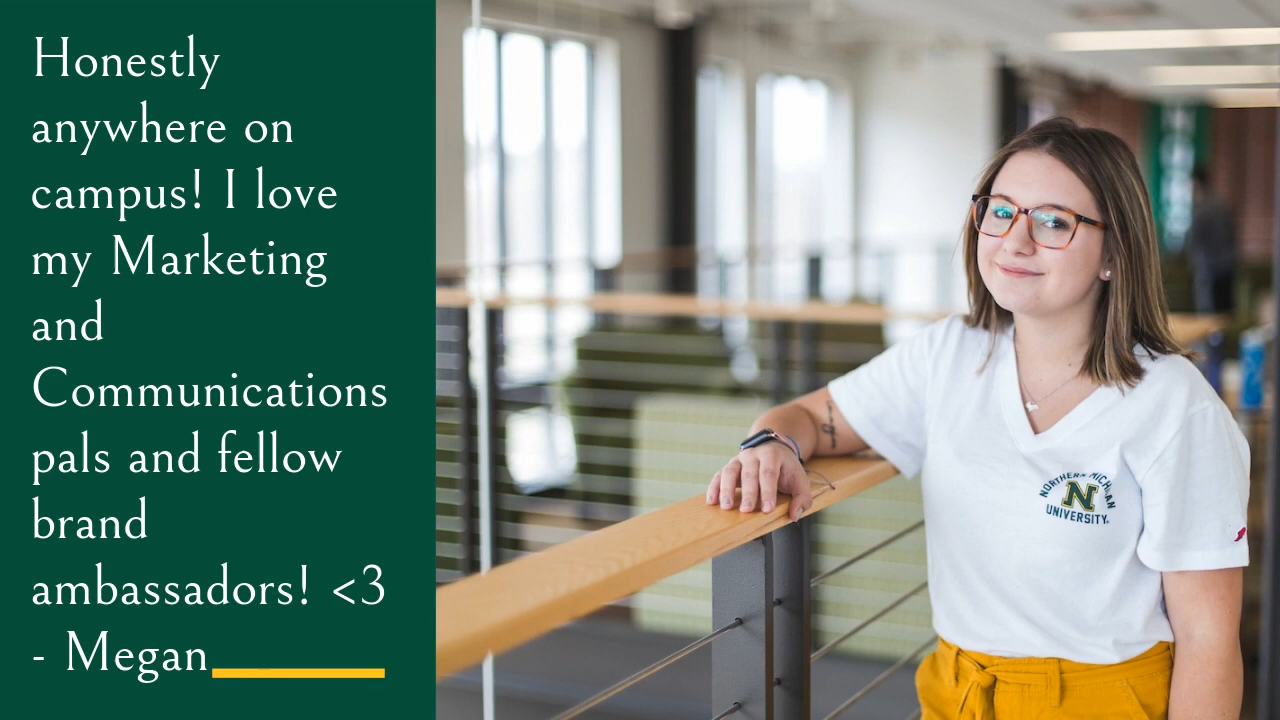 Honestly
anywhere on
campus! I love
my Marketing
and
Communications
pals and fellow
brand
ambassadors! <3
- Megan
NORTHERN MICHIGAN
N
UNIVERSITY